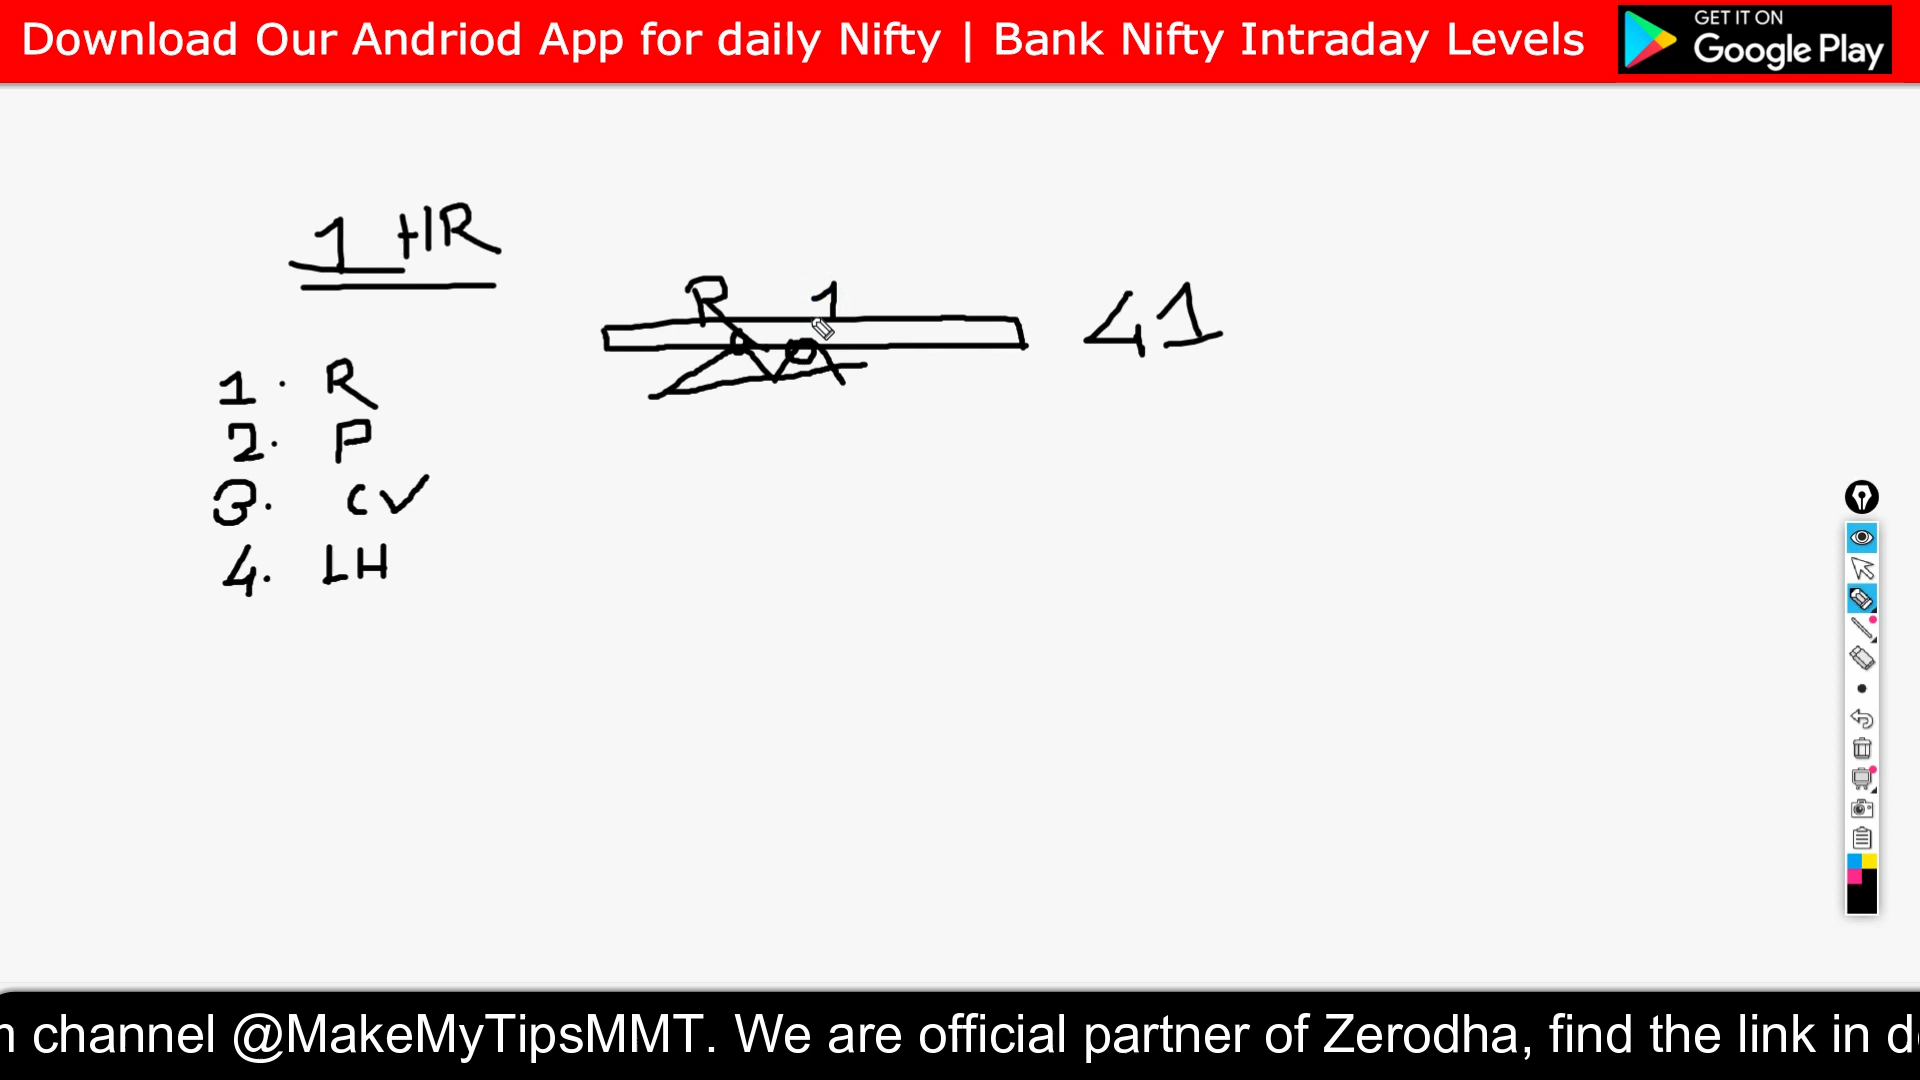 Download Our Andriod App for daily Nifty | Bank Nifty Intraday Levels
GET IT ON
Google Play
1 HR
R 1
41
1. R
2. P
3. CV
4. LH
channel @MakeMyTipsMMT. We are official partner of Zerodha, find the link in